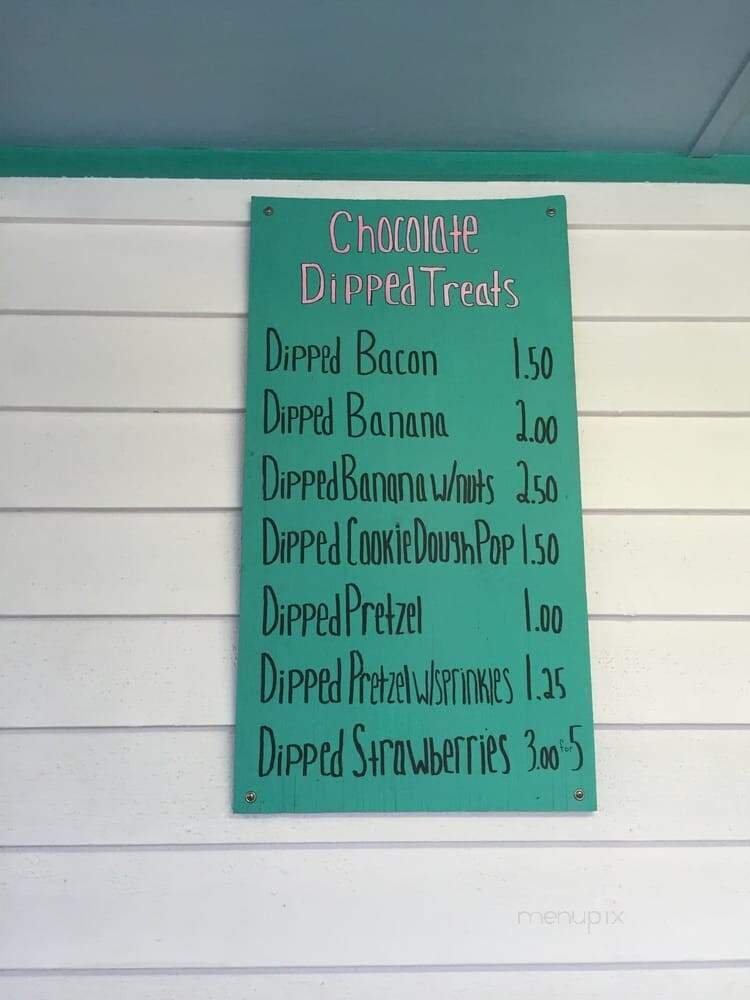 Chocolate
Dipped Treats
Dipped Bacon 1.50
Dipped Banana 2.00
Dipped Banana w/nuts 2.50
Dipped Cookie Dough Pop 1.50
Dipped Pretzel 1.00
Dipped Pretzel w/sprinkles 1.25
Dipped Strawberries 3.00 for 5
menupix